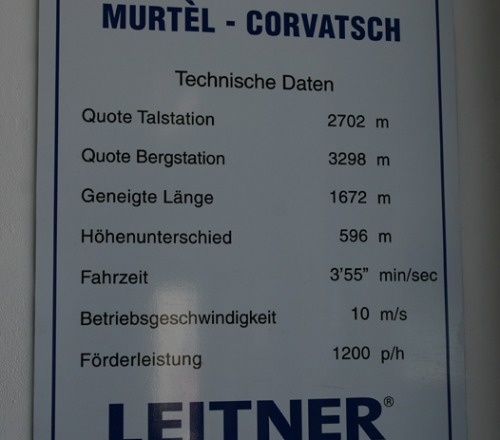 MURTÈL - CORVATSCH
Technische Daten
Quote Talstation 2702 m
Quote Bergstation 3298 m
Geneigte Länge 1672 m
Höhenunterschied 596 m
Fahrzeit 3'55" min/sec
Betriebsgeschwindigkeit 10 m/s
Förderleistung 1200 p/h
LEITNER®